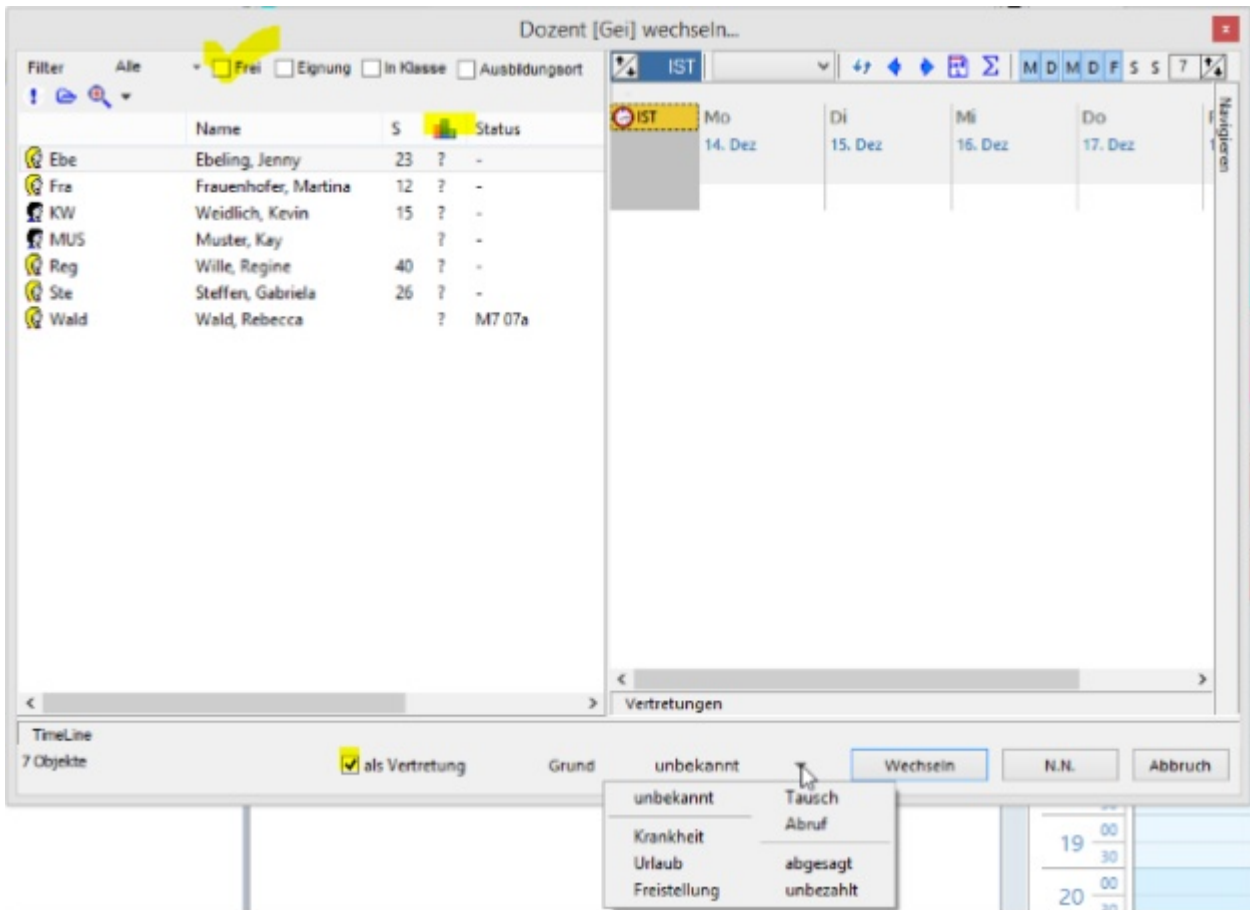 Dozent [Gei] wechseln...
Filter Alle Frei Eignung In Klasse Ausbildungsort
IST M D M D F S S 7
Navigieren
Name S Status
IST Mo Di Mi Do
14. Dez 15. Dez 16. Dez 17. Dez
Ebe Ebeling, Jenny 23 ? -
Fra Frauenhofer, Martina 12 ? -
KW Weidlich, Kevin 15 ? -
MUS Muster, Kay ? -
Reg Wille, Regine 40 ? -
Ste Steffen, Gabriela 26 ? -
Wald Wald, Rebecca ? M7 07a
Vertretungen
TimeLine
7 Objekte als Vertretung Grund unbekannt Wechseln N.N. Abbruch
unbekannt Tausch
Abruf
Krankheit
Urlaub abgesagt
Freistellung unbezahlt
19 00
30
20 00
30